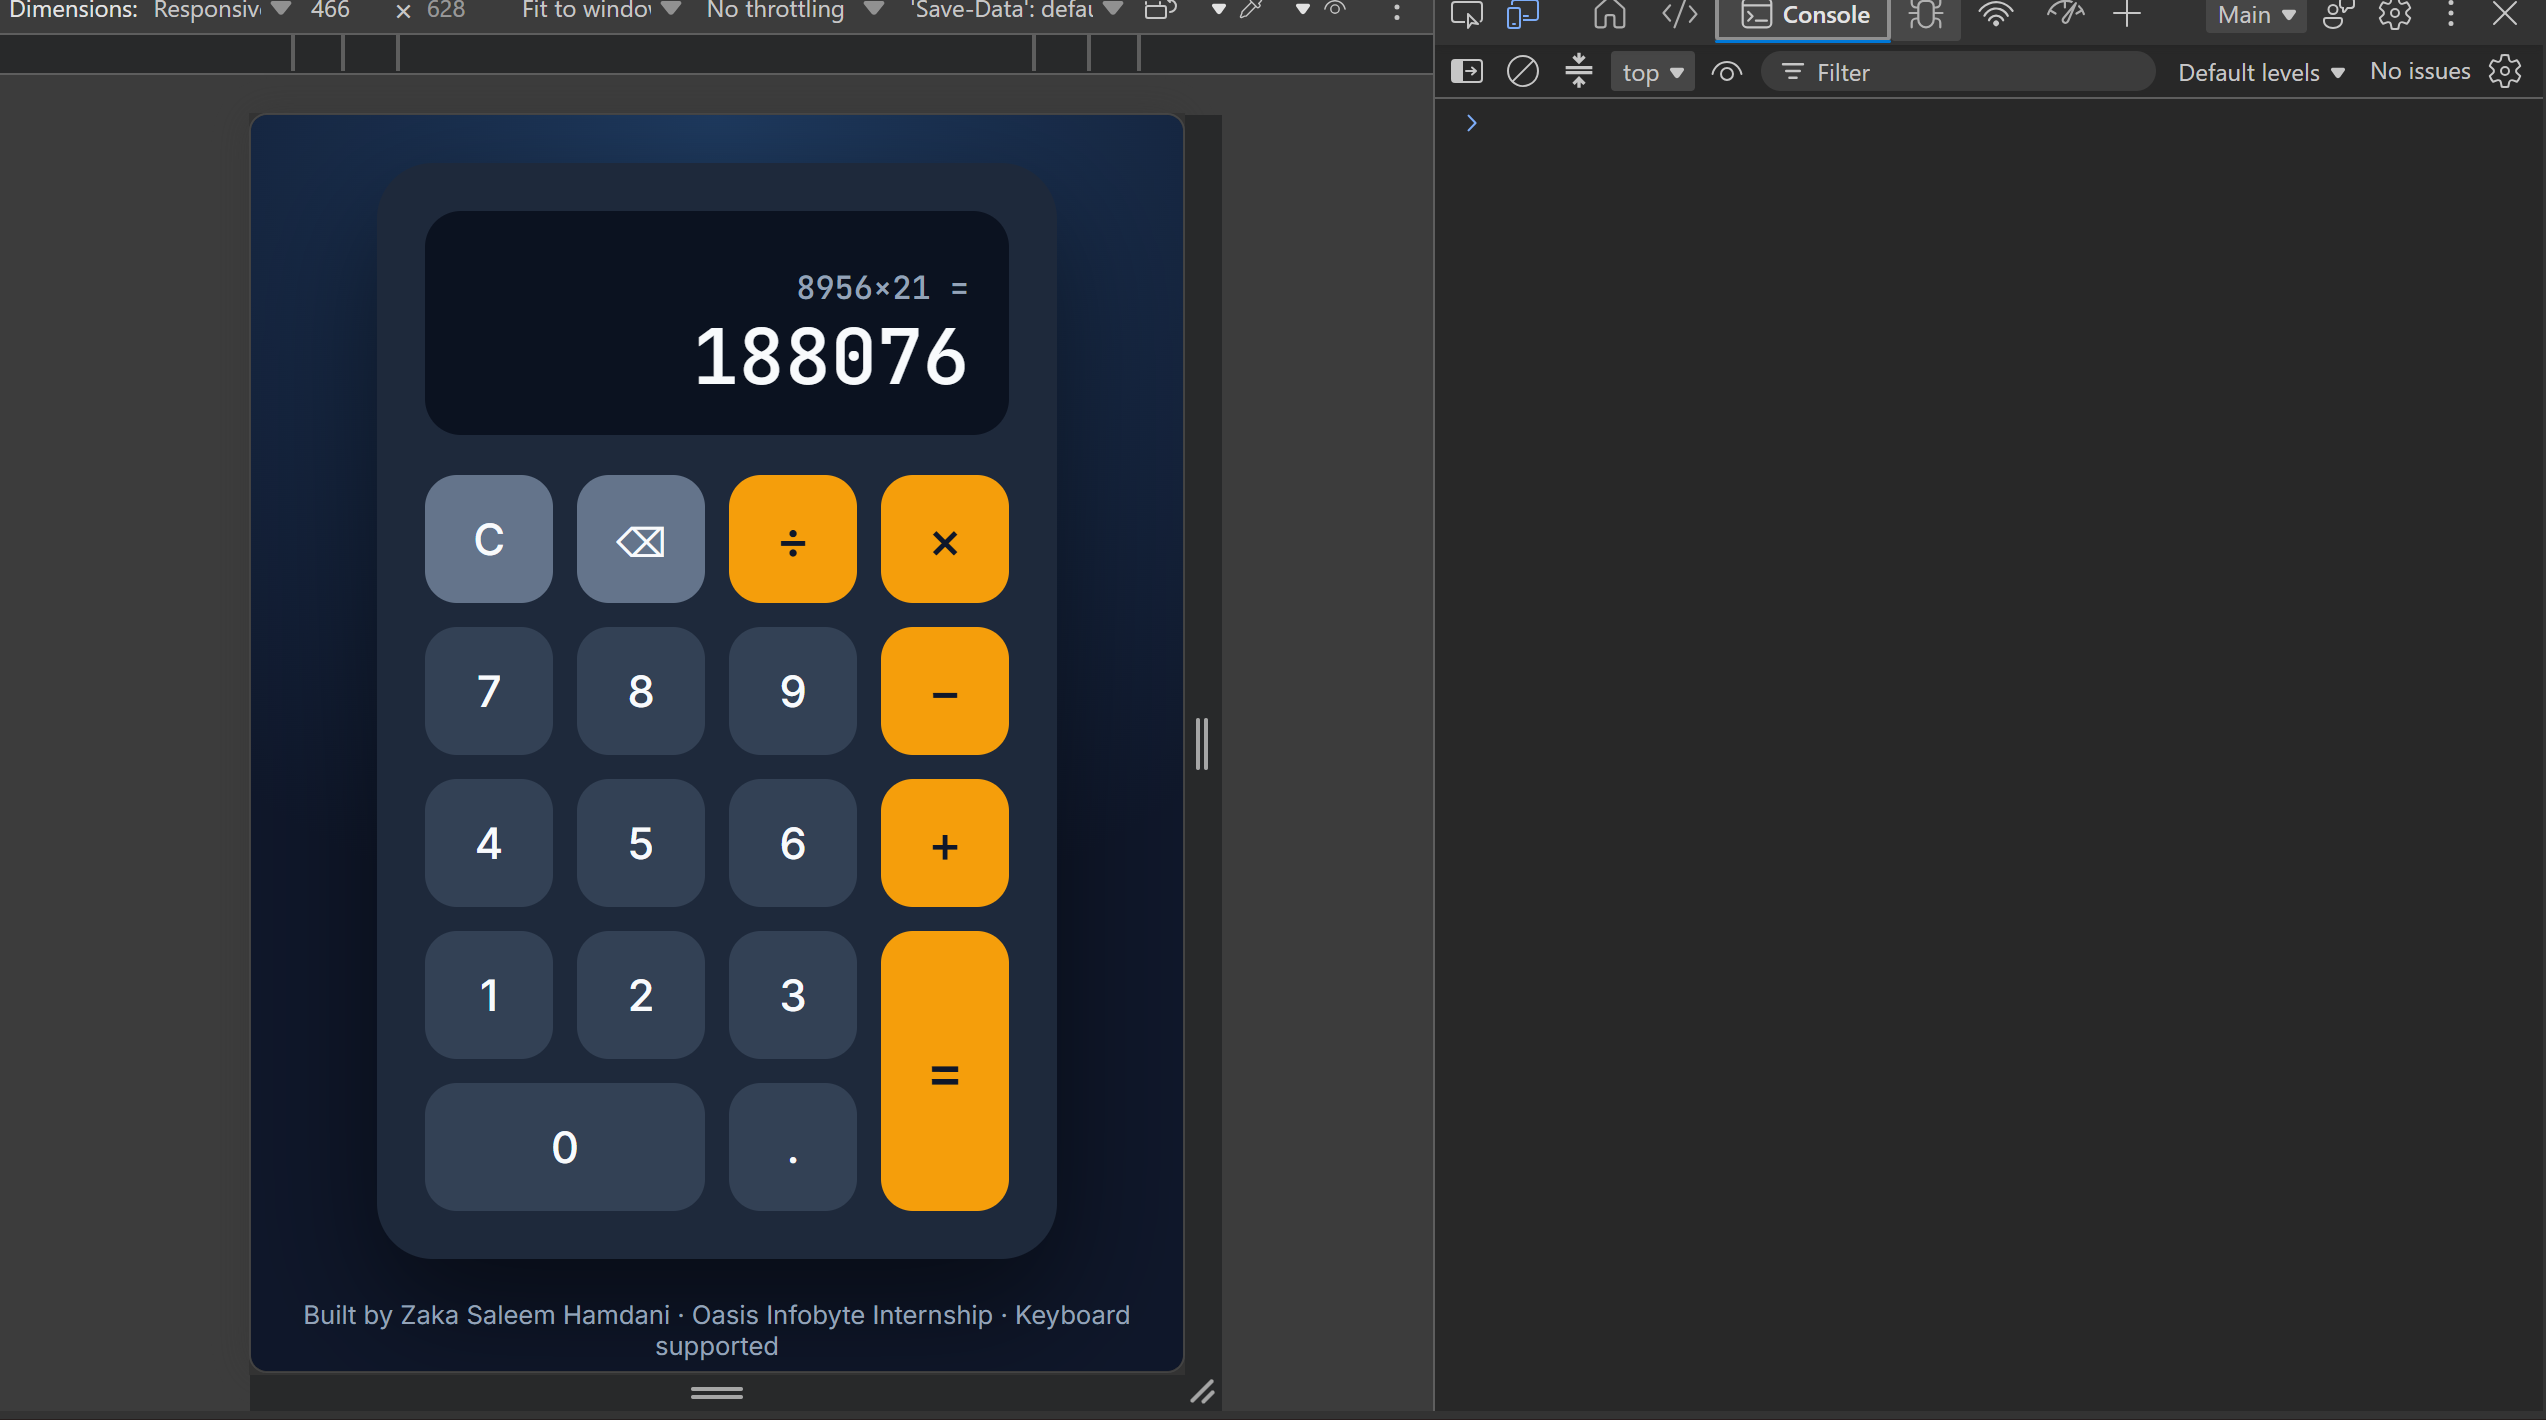 Dimensions: Responsiv 466 × 628 Fit to windov No throttling 'Save-Data': defau
Console Main
top Filter Default levels No issues
8956×21 =
188076
C ⌫ ÷ ×
7 8 9 −
4 5 6 +
1 2 3
=
0 .
Built by Zaka Saleem Hamdani · Oasis Infobyte Internship · Keyboard
supported